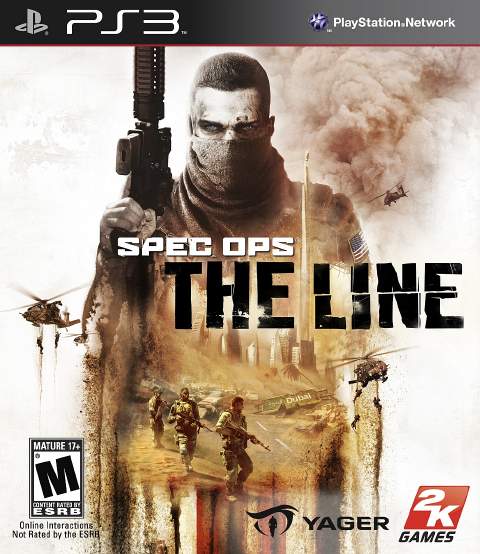 PS3
PlayStation®Network
SPEC OPS
THE LINE
Dubai
MATURE 17+
M
CONTENT RATED BY
ESRB
Online Interactions
Not Rated by the ESRB
YAGER
2K
GAMES